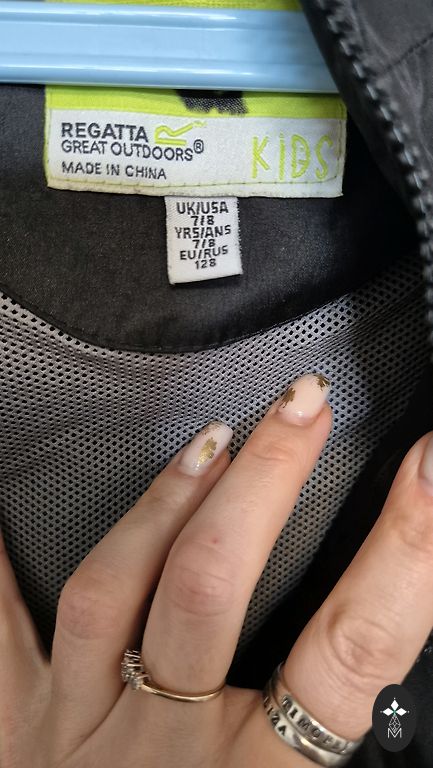 REGATTA
GREAT OUTDOORS®
MADE IN CHINA
KiDS
UK/USA
7/8
YRS/ANS
7/8
EU/RUS
128
M